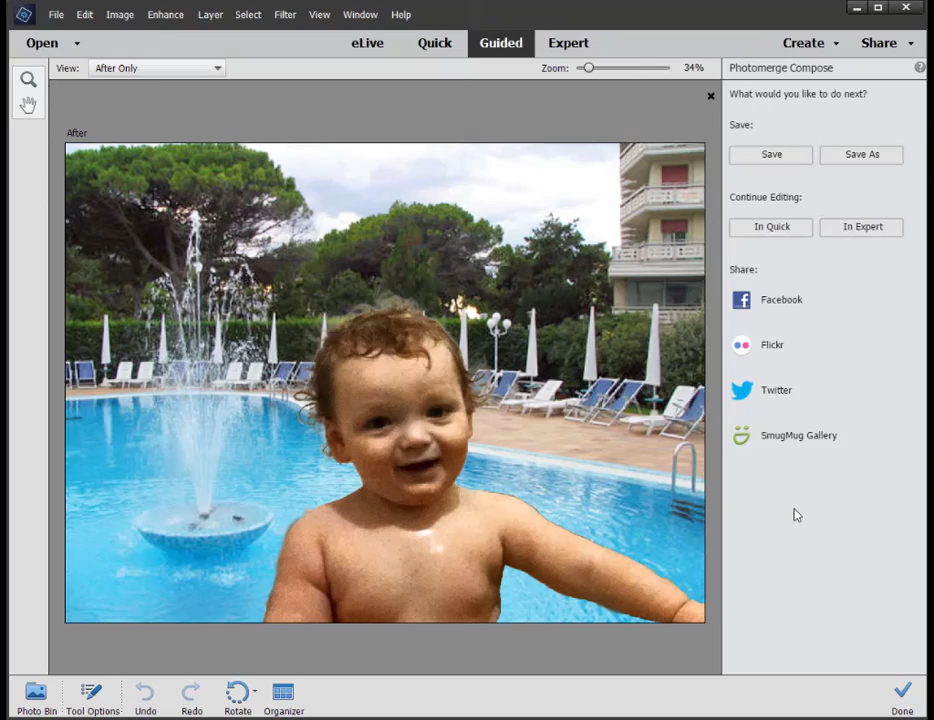 File Edit Image Enhance Layer Select Filter View Window Help
Open eLive Quick Guided Expert Create Share
View: After Only Zoom: 34% Photomerge Compose ?
What would you like to do next?
After
Save:
Save Save As
Continue Editing:
In Quick In Expert
Share:
Facebook
Flickr
Twitter
SmugMug Gallery
Photo Bin Tool Options Undo Redo Rotate Organizer Done